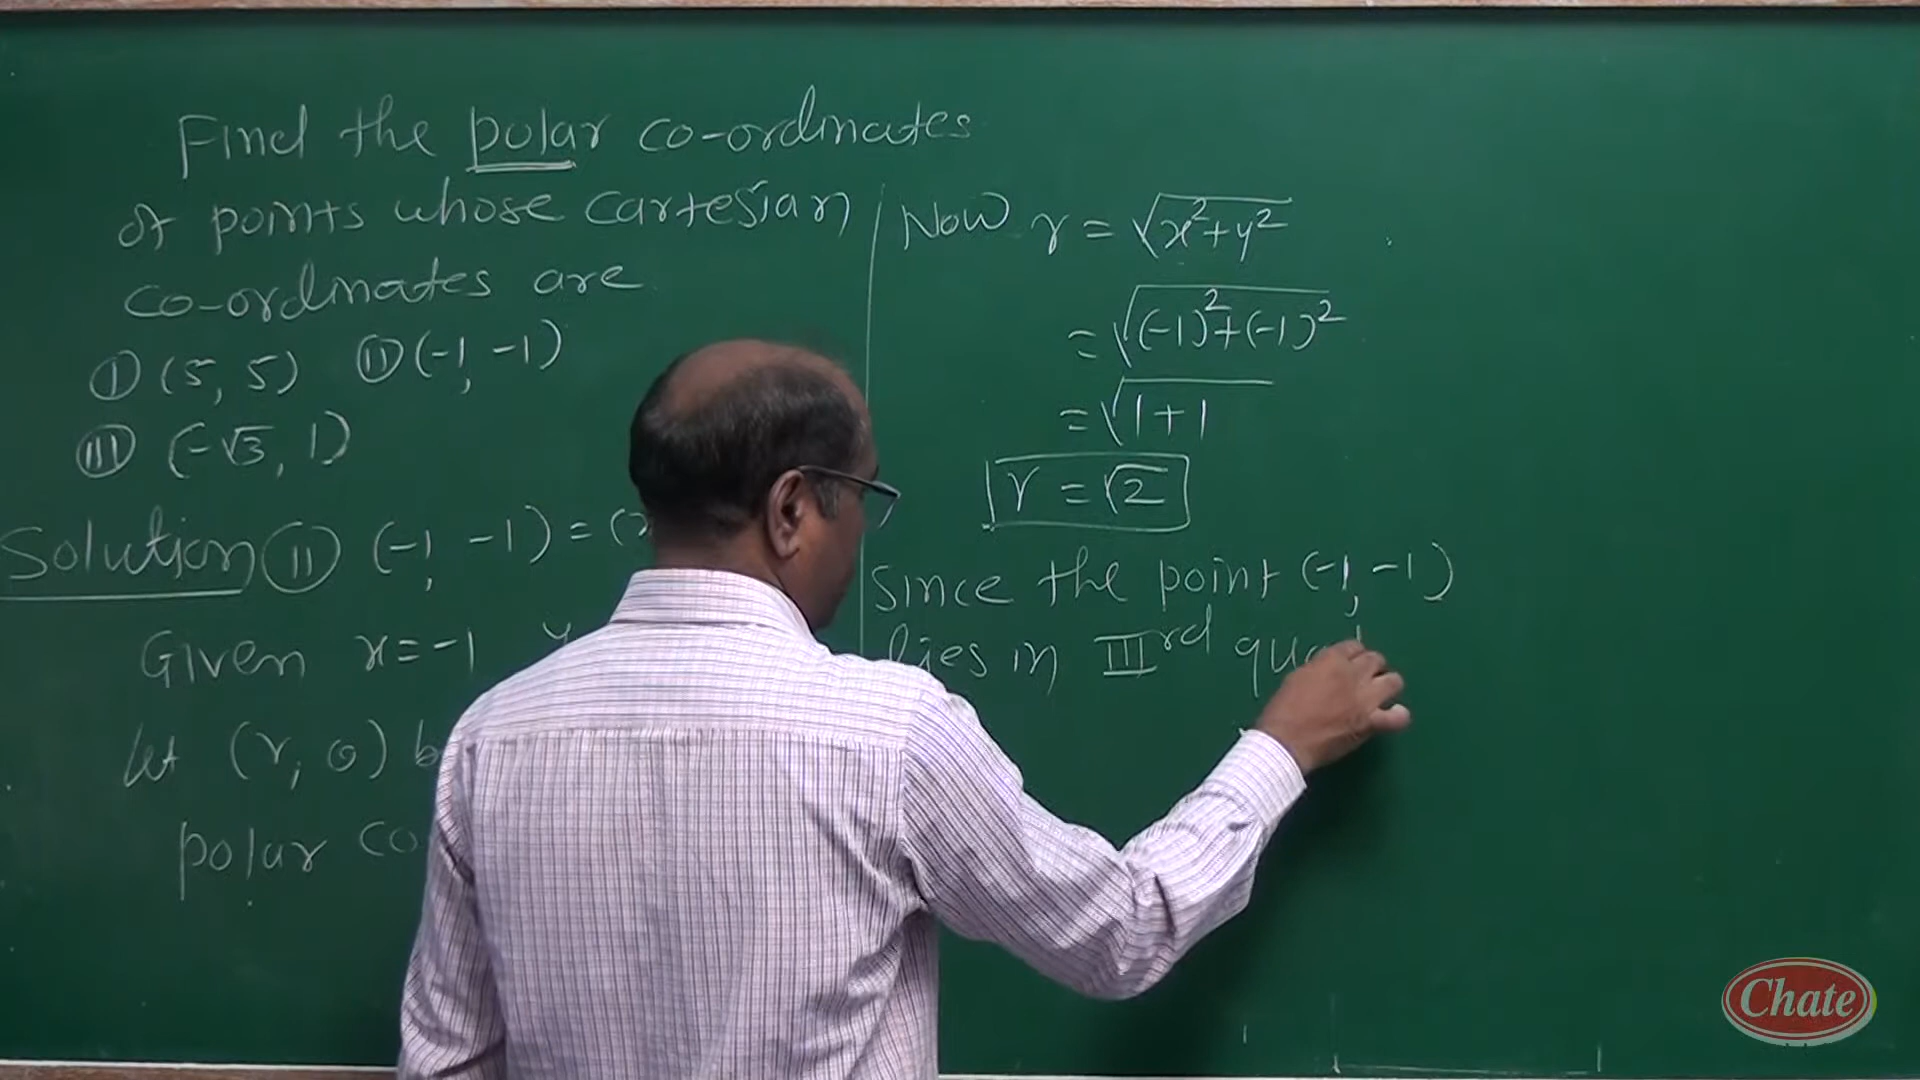 Find the polar co-ordinates
of points whose cartesian
co-ordinates are
(I) (5, 5) (II) (-1, -1)
(III) (-√3, 1)
Solution (II) (-1, -1) = (
Given x = -1
let (r, θ) b
polar co
Now r = √x²+y²
= √(-1)²+(-1)²
= √1+1
r = √2
Since the point (-1, -1)
lies in IIIrd qua
Chate